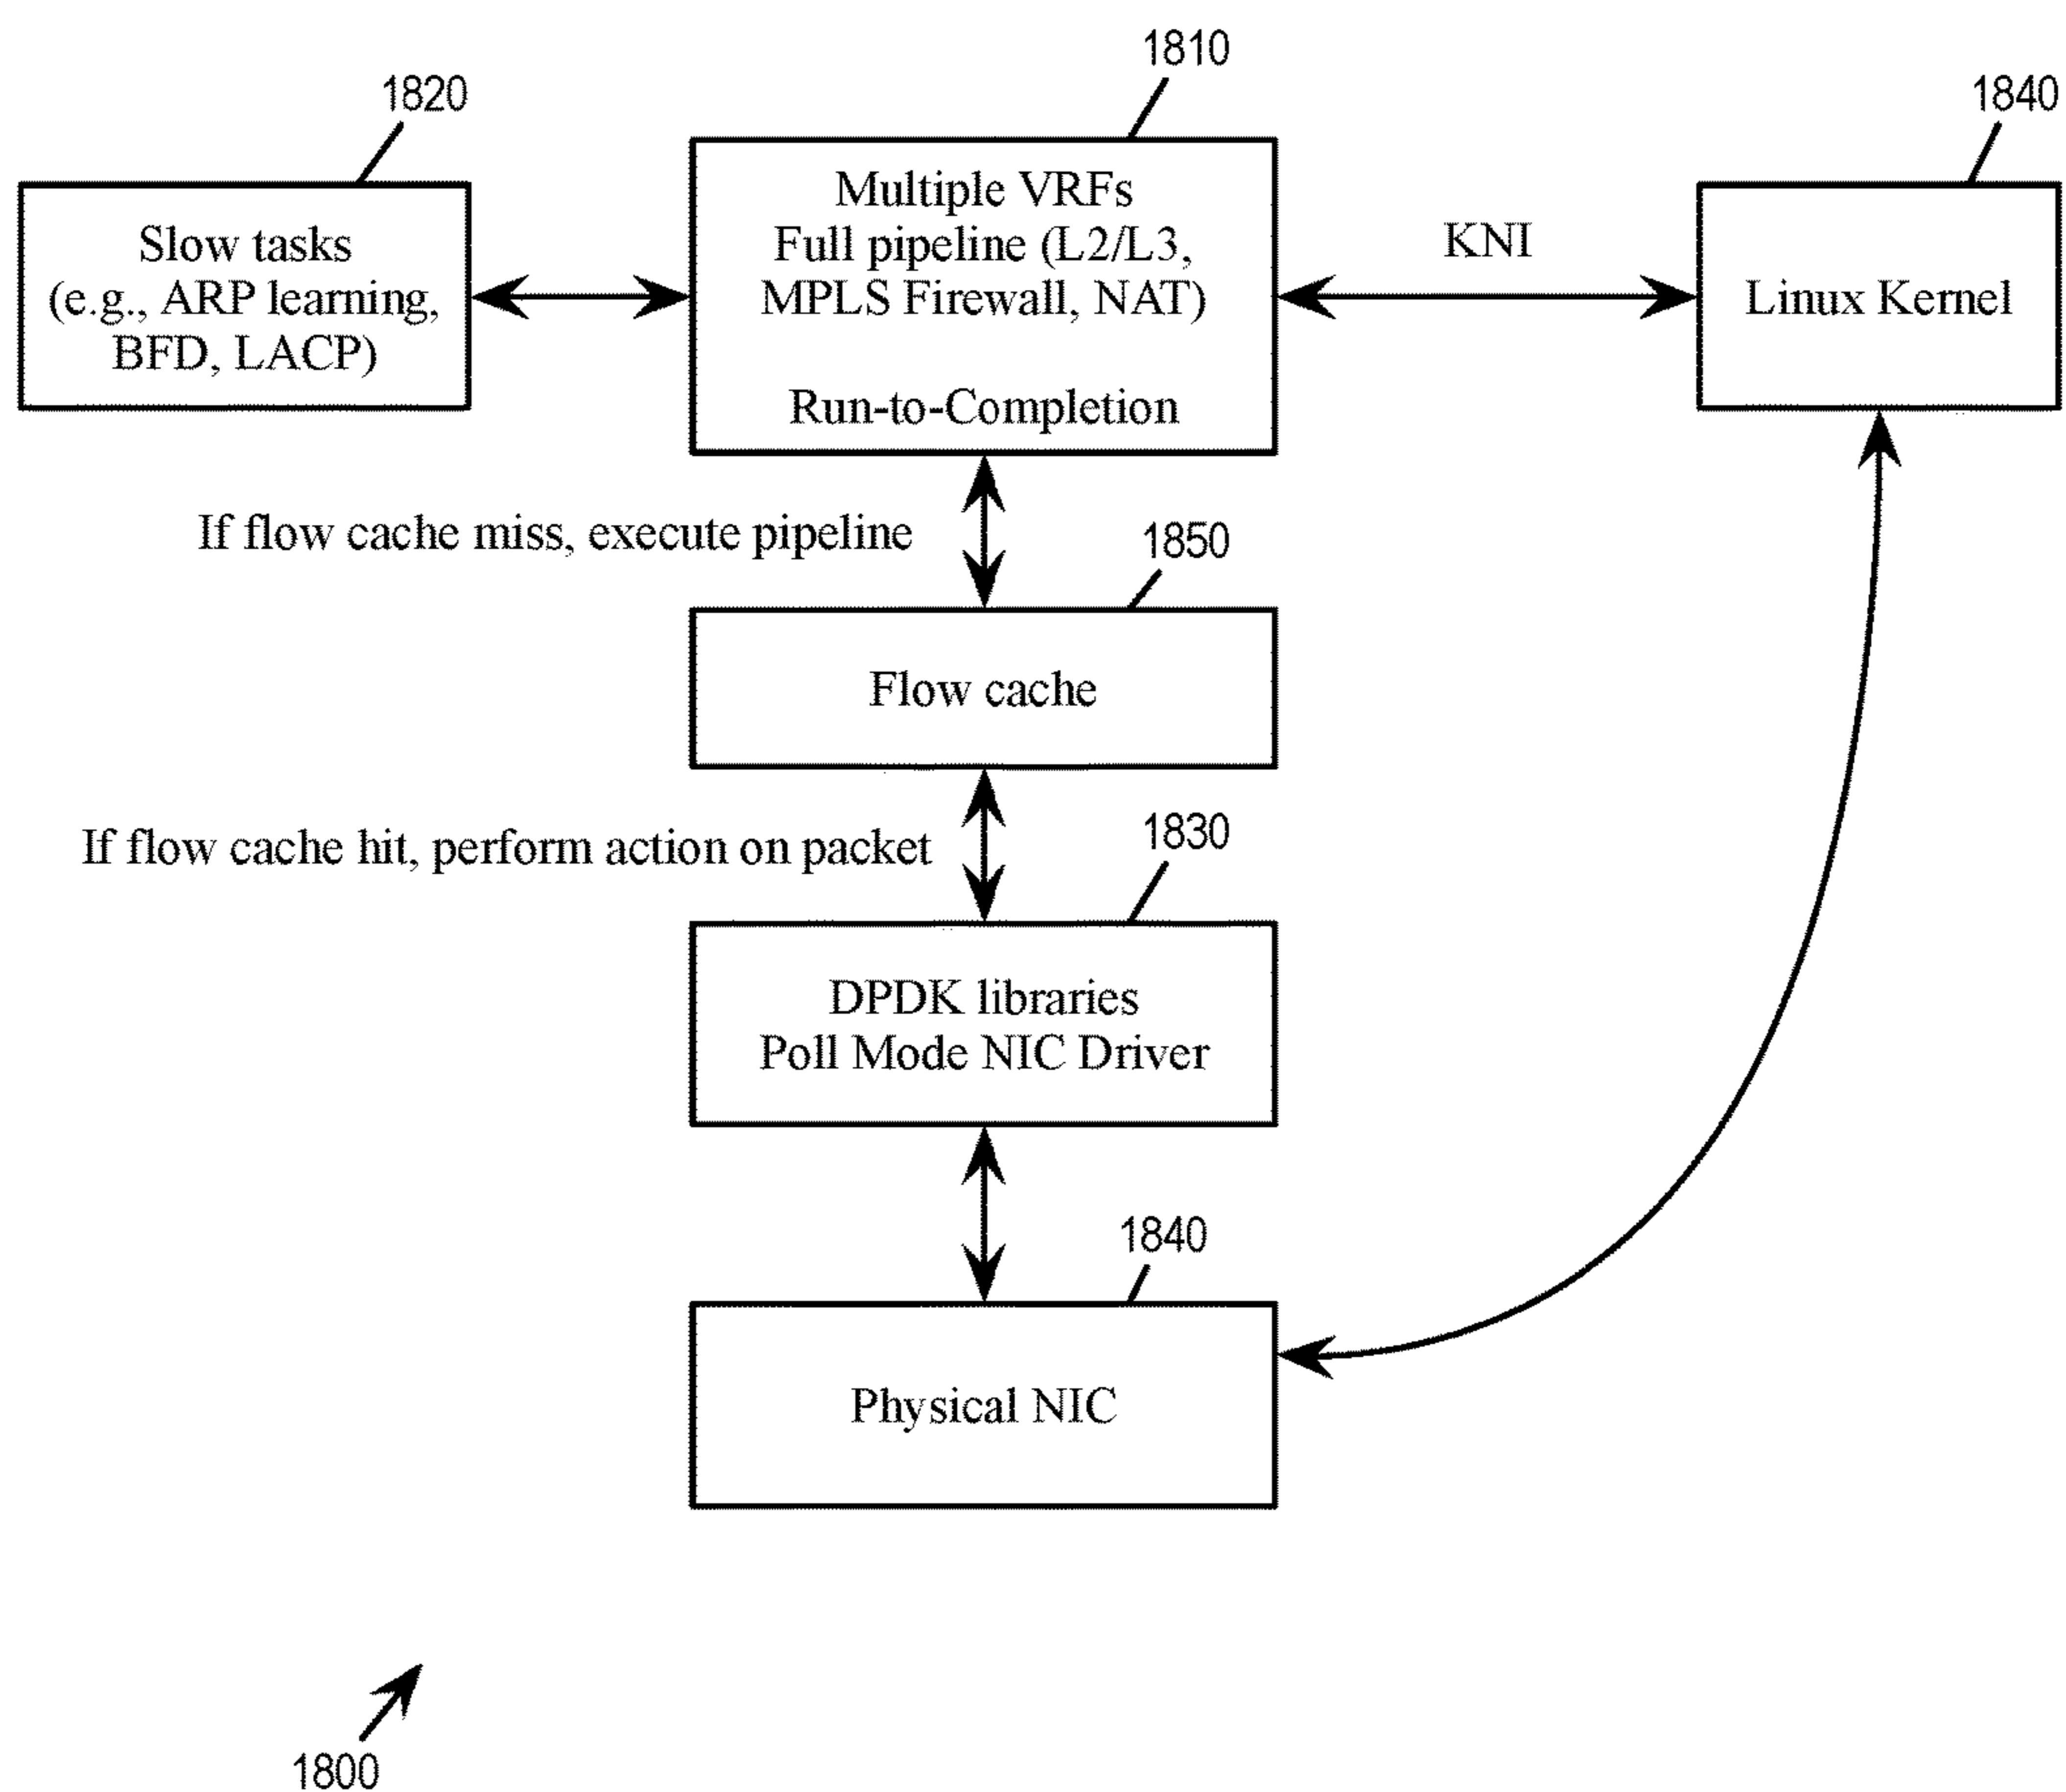 1810
1820
1840
Multiple VRFs
Full pipeline (L2/L3,
MPLS Firewall, NAT)
Run-to-Completion
Slow tasks
(e.g., ARP learning,
BFD, LACP)
KNI
Linux Kernel
If flow cache miss, execute pipeline
1850
Flow cache
If flow cache hit, perform action on packet
1830
DPDK libraries
Poll Mode NIC Driver
1840
Physical NIC
1800